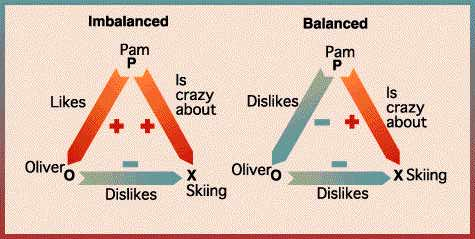 Imbalanced
Pam
P
Likes
Is
crazy
about
+ +
−
Oliver O
X
Skiing
Dislikes
Balanced
Pam
P
Dislikes
Is
crazy
about
− +
−
Oliver O
X Skiing
Dislikes